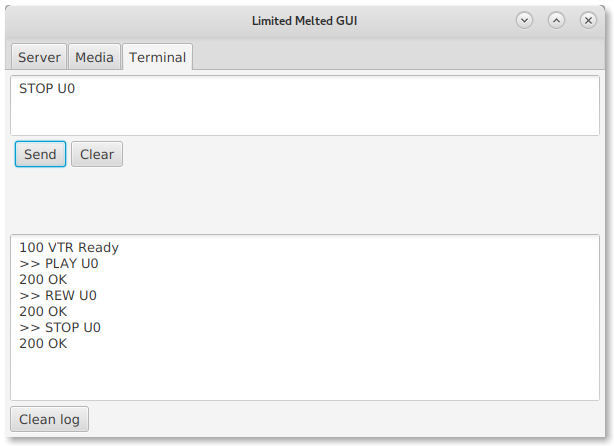 Limited Melted GUI
Server Media Terminal
STOP U0
Send Clear
100 VTR Ready
>> PLAY U0
200 OK
>> REW U0
200 OK
>> STOP U0
200 OK
Clean log